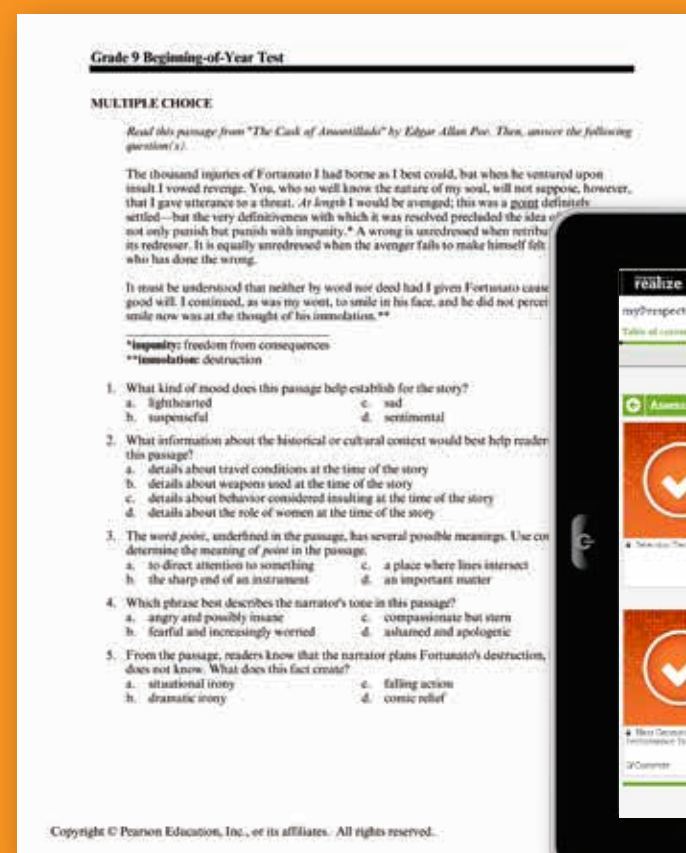 Grade 9 Beginning-of-Year Test
MULTIPLE CHOICE
Read this passage from "The Cask of Amontillado" by Edgar Allan Poe. Then, answer the following
question(s).
The thousand injuries of Fortunato I had borne as I best could, but when he ventured upon
insult I vowed revenge. You, who so well know the nature of my soul, will not suppose, however,
that I gave utterance to a threat. At length I would be avenged; this was a point definitely
settled—but the very definitiveness with which it was resolved precluded the idea
not only punish but punish with impunity.* A wrong is unredressed when
its redresser. It is equally unredressed when the avenger fails to make himself felt
who has done the wrong.
It must be understood that neither by word nor deed had I given Fortunato cause
good will. I continued, as was my wont, to smile in his face, and he did not
smile now was at the thought of his immolation.**
*impunity: freedom from consequences
**immolation: destruction
1. What kind of mood does this passage help establish for the story?
a. lighthearted c. sad
b. suspenseful d. sentimental
2. What information about the historical or cultural context would best help
this passage?
a. details about travel conditions at the time of the story
b. details about weapons used at the time of the story
c. details about behavior considered insulting at the time of the story
d. details about the role of women at the time of the story
3. The word point, underlined in the passage, has several possible meanings. Use
determine the meaning of point in the passage.
a. to direct attention to something c. a place where lines intersect
b. the sharp end of an instrument d. an important matter
4. Which phrase best describes the narrator's tone in this passage?
a. angry and possibly insane c. compassionate but stern
b. fearful and increasingly worried d. ashamed and apologetic
5. From the passage, readers know that the narrator plans Fortunato's destruction,
does not know. What does this fact create?
a. situational irony c. falling action
b. dramatic irony d. comic relief
Copyright © Pearson Education, Inc., or its affiliates. All rights reserved.
realize
Table of